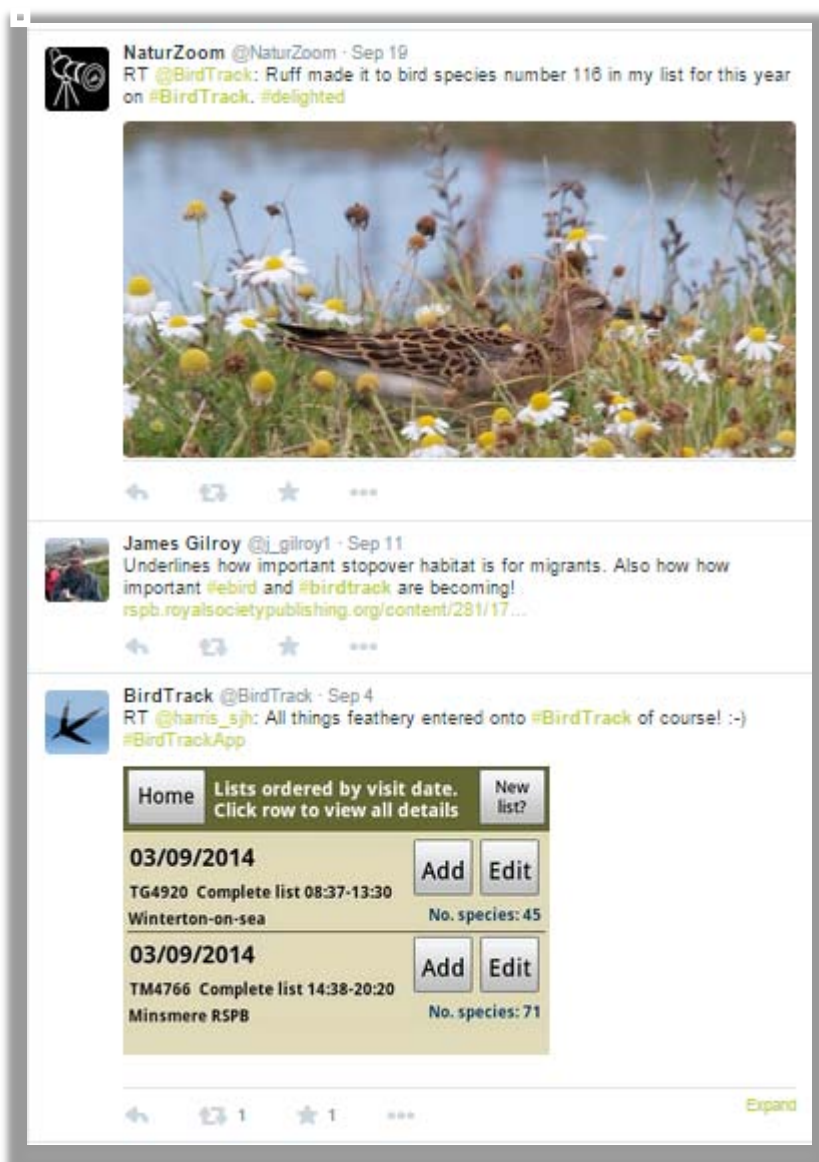 NaturZoom @NaturZoom · Sep 19
RT @BirdTrack: Ruff made it to bird species number 116 in my list for this year
on #BirdTrack. #delighted
James Gilroy @j_gilroy1 · Sep 11
Underlines how important stopover habitat is for migrants. Also how how
important #ebird and #birdtrack are becoming!
rspb.royalsocietypublishing.org/content/281/17...
BirdTrack @BirdTrack · Sep 4
RT @harris_sjh: All things feathery entered onto #BirdTrack of course! :-)
#BirdTrackApp
Home
Lists ordered by visit date.
Click row to view all details
New
list?
03/09/2014
Add Edit
TG4920 Complete list 08:37-13:30
Winterton-on-sea
No. species: 45
03/09/2014
Add Edit
TM4766 Complete list 14:38-20:20
Minsmere RSPB
No. species: 71
1 1
Expand